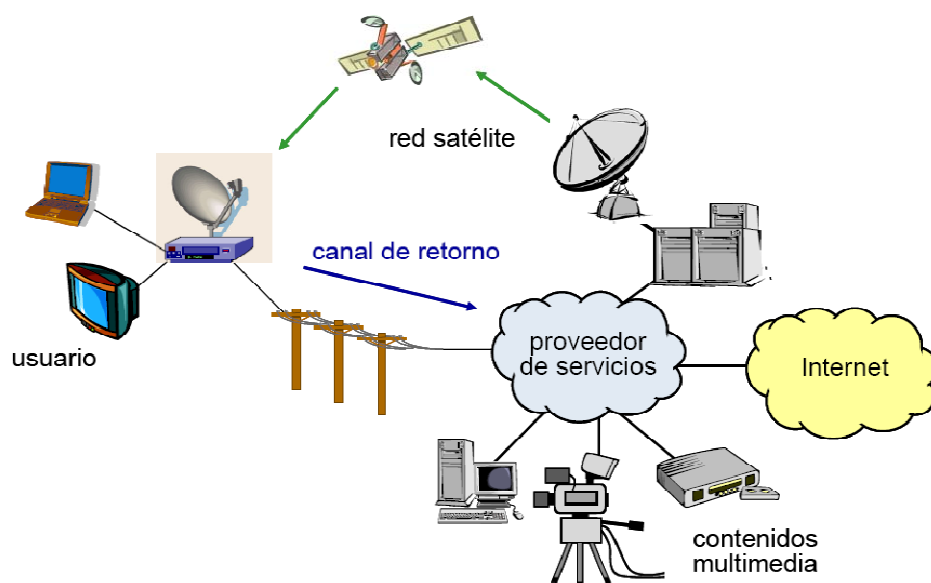 red satélite
canal de retorno
usuario
proveedor
de servicios
Internet
contenidos
multimedia